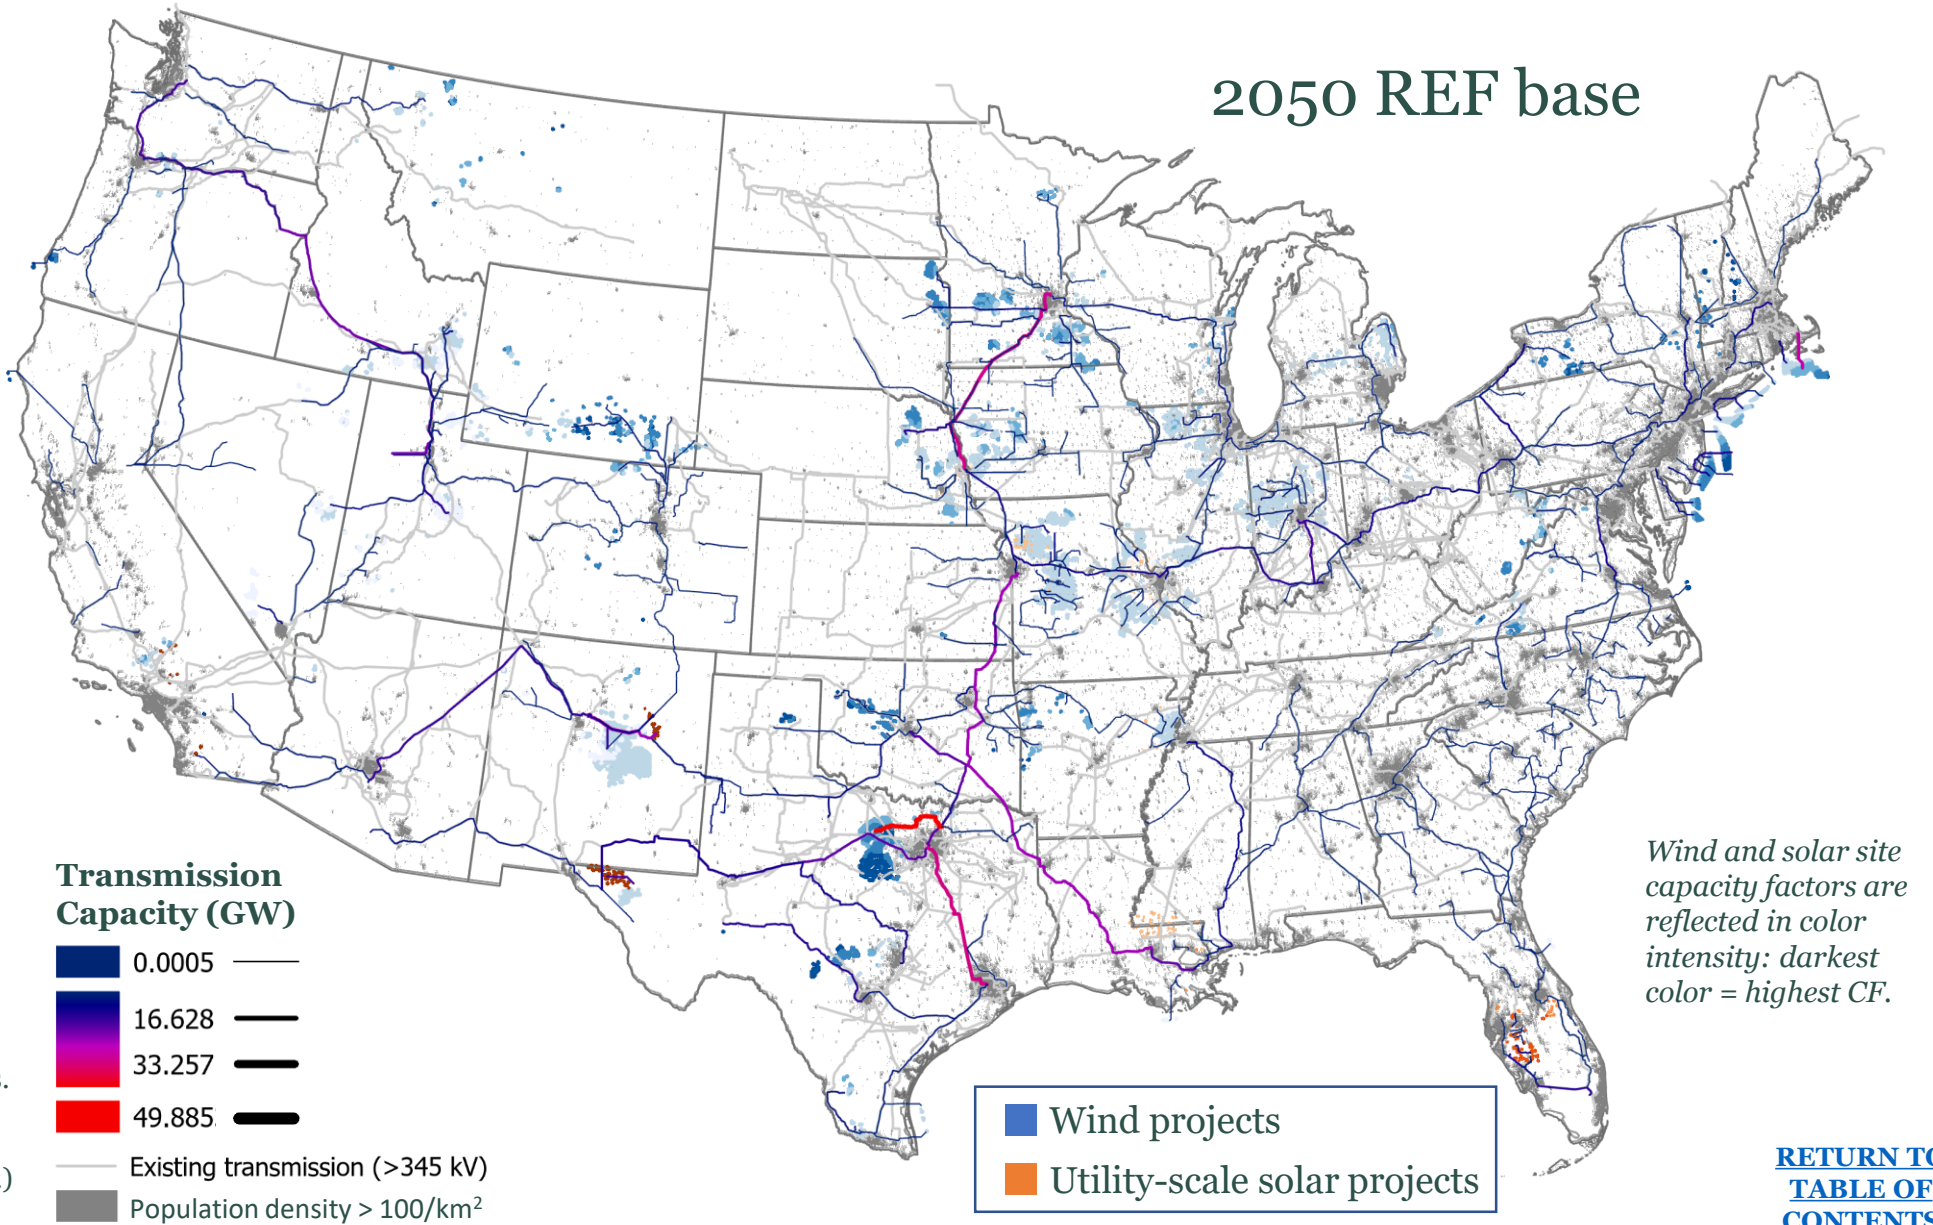 2050 REF base
Wind and solar site
capacity factors are
reflected in color
intensity: darkest
color = highest CF.
Transmission
Capacity (GW)
0.0005
16.628
33.257
49.885
Existing transmission (>345 kV)
Population density > 100/km²
Wind projects
Utility-scale solar projects
RETURN TO
TABLE OF
CONTENTS